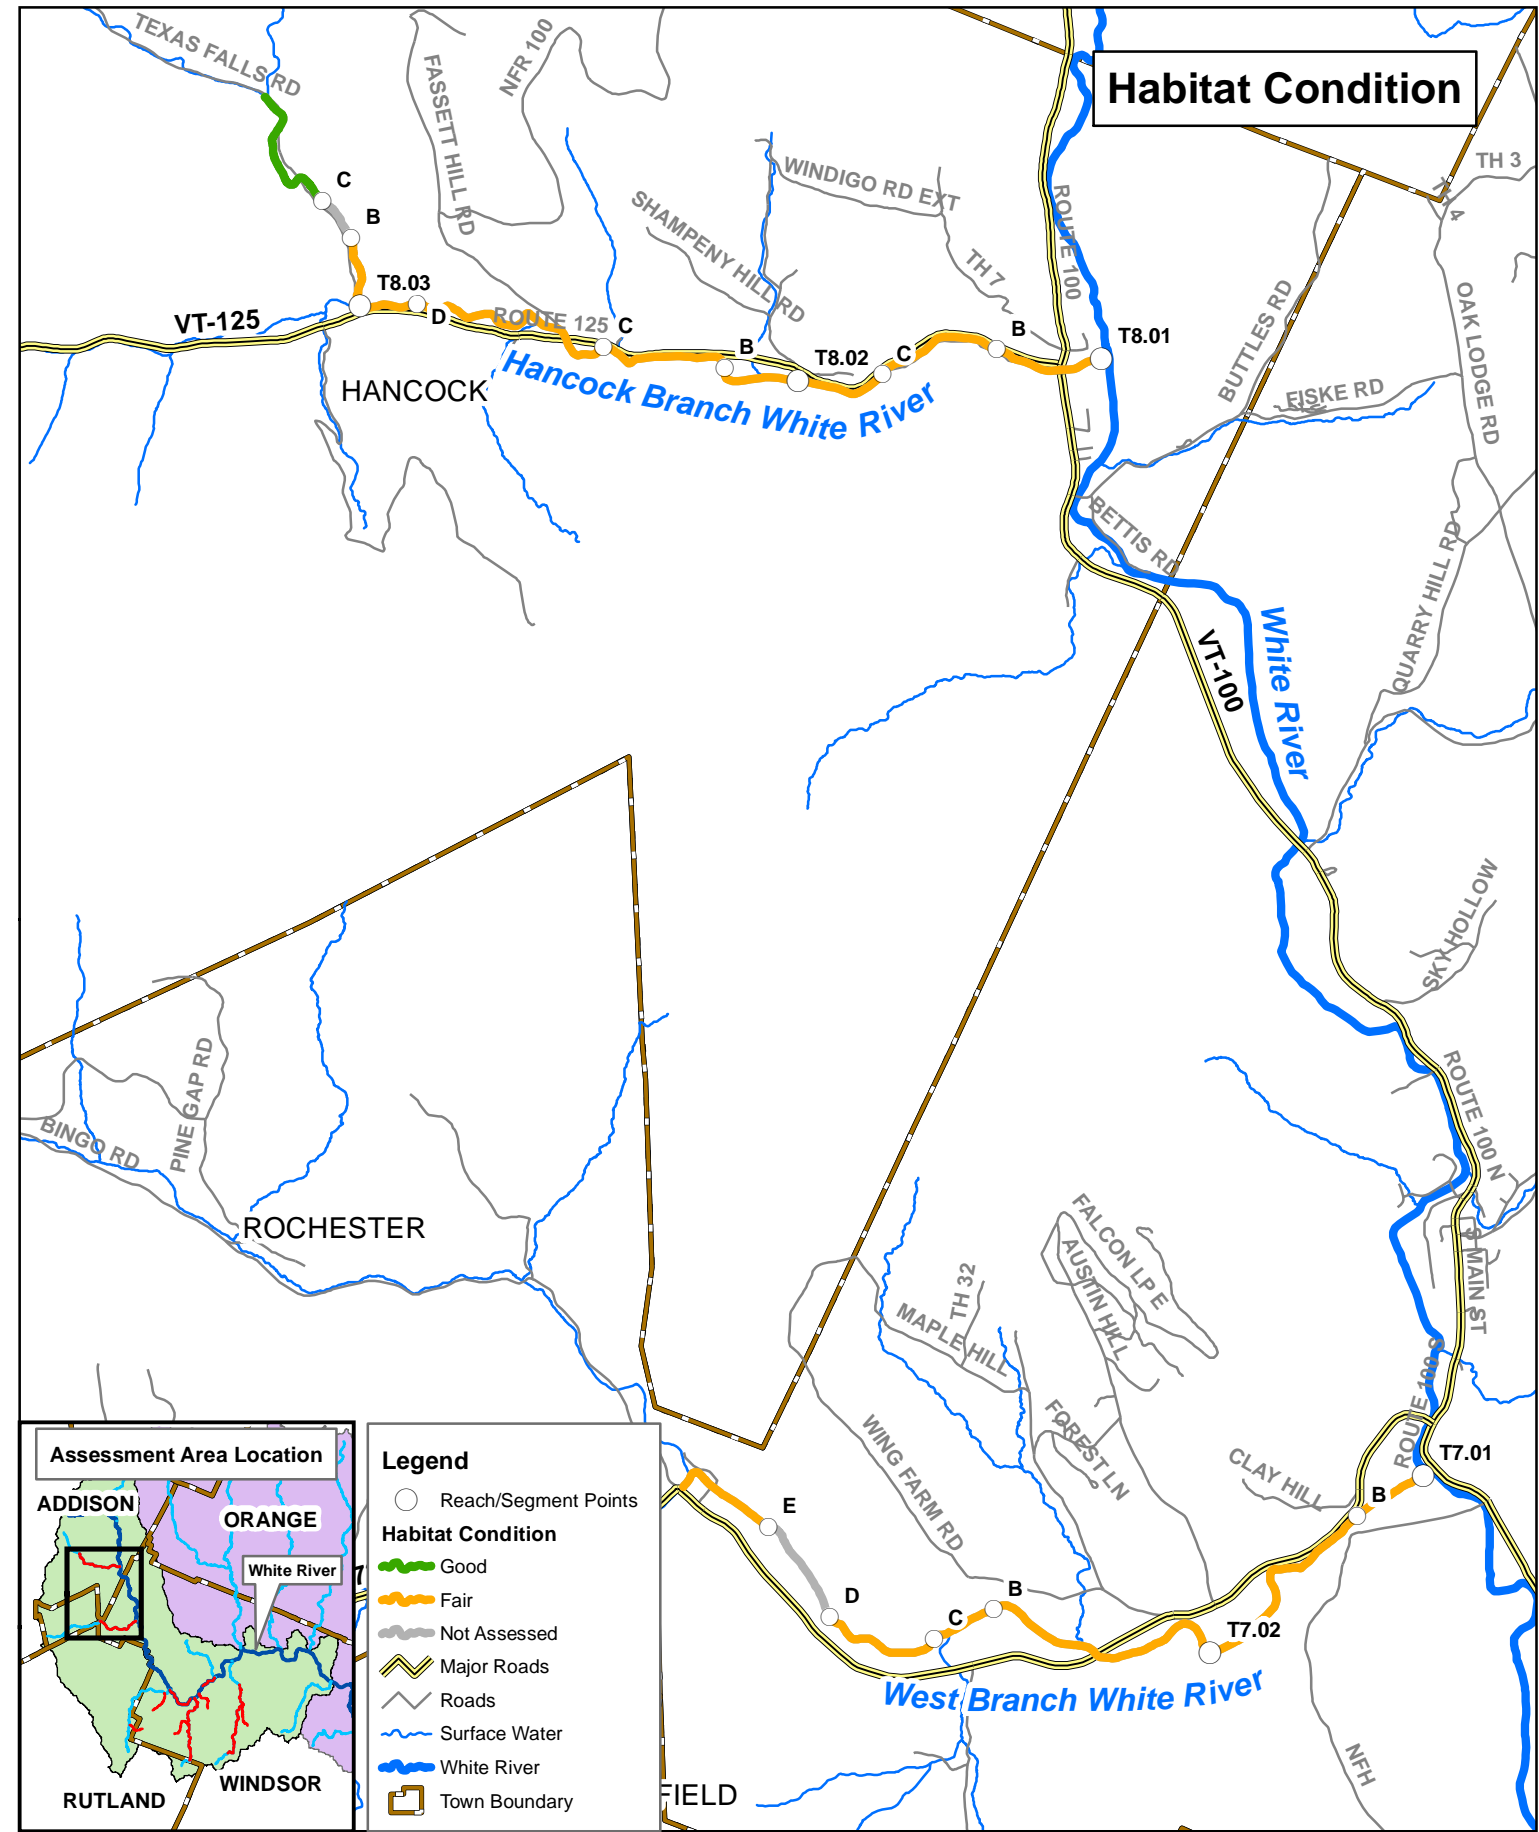 Habitat Condition
TEXAS FALLS RD
FASSETT HILL RD
NFR 100
WINDIGO RD EXT
SHAMPENY HILL RD
TH 7
ROUTE 100
TH 3
TH 4
OAK LODGE RD
BUTTLES RD
FISKE RD
C
B
T8.03
D
VT-125
ROUTE 125
C
B
T8.02
C
B
T8.01
HANCOCK
Hancock Branch White River
BETTIS RD
QUARRY HILL RD
VT-100
White River
SKY HOLLOW
ROUTE 100 N
PINE GAP RD
BINGO RD
ROCHESTER
S MAIN ST
FALCON LP E
AUSTIN HILL
TH 32
MAPLE HILL
WING FARM RD
FOREST LN
CLAY HILL
ROUTE 100 S
T7.01
B
E
D
C
B
T7.02
West Branch White River
NFH
FIELD
7
Assessment Area Location
ADDISON
ORANGE
White River
WINDSOR
RUTLAND
Legend
Reach/Segment Points
Habitat Condition
Good
Fair
Not Assessed
Major Roads
Roads
Surface Water
White River
Town Boundary